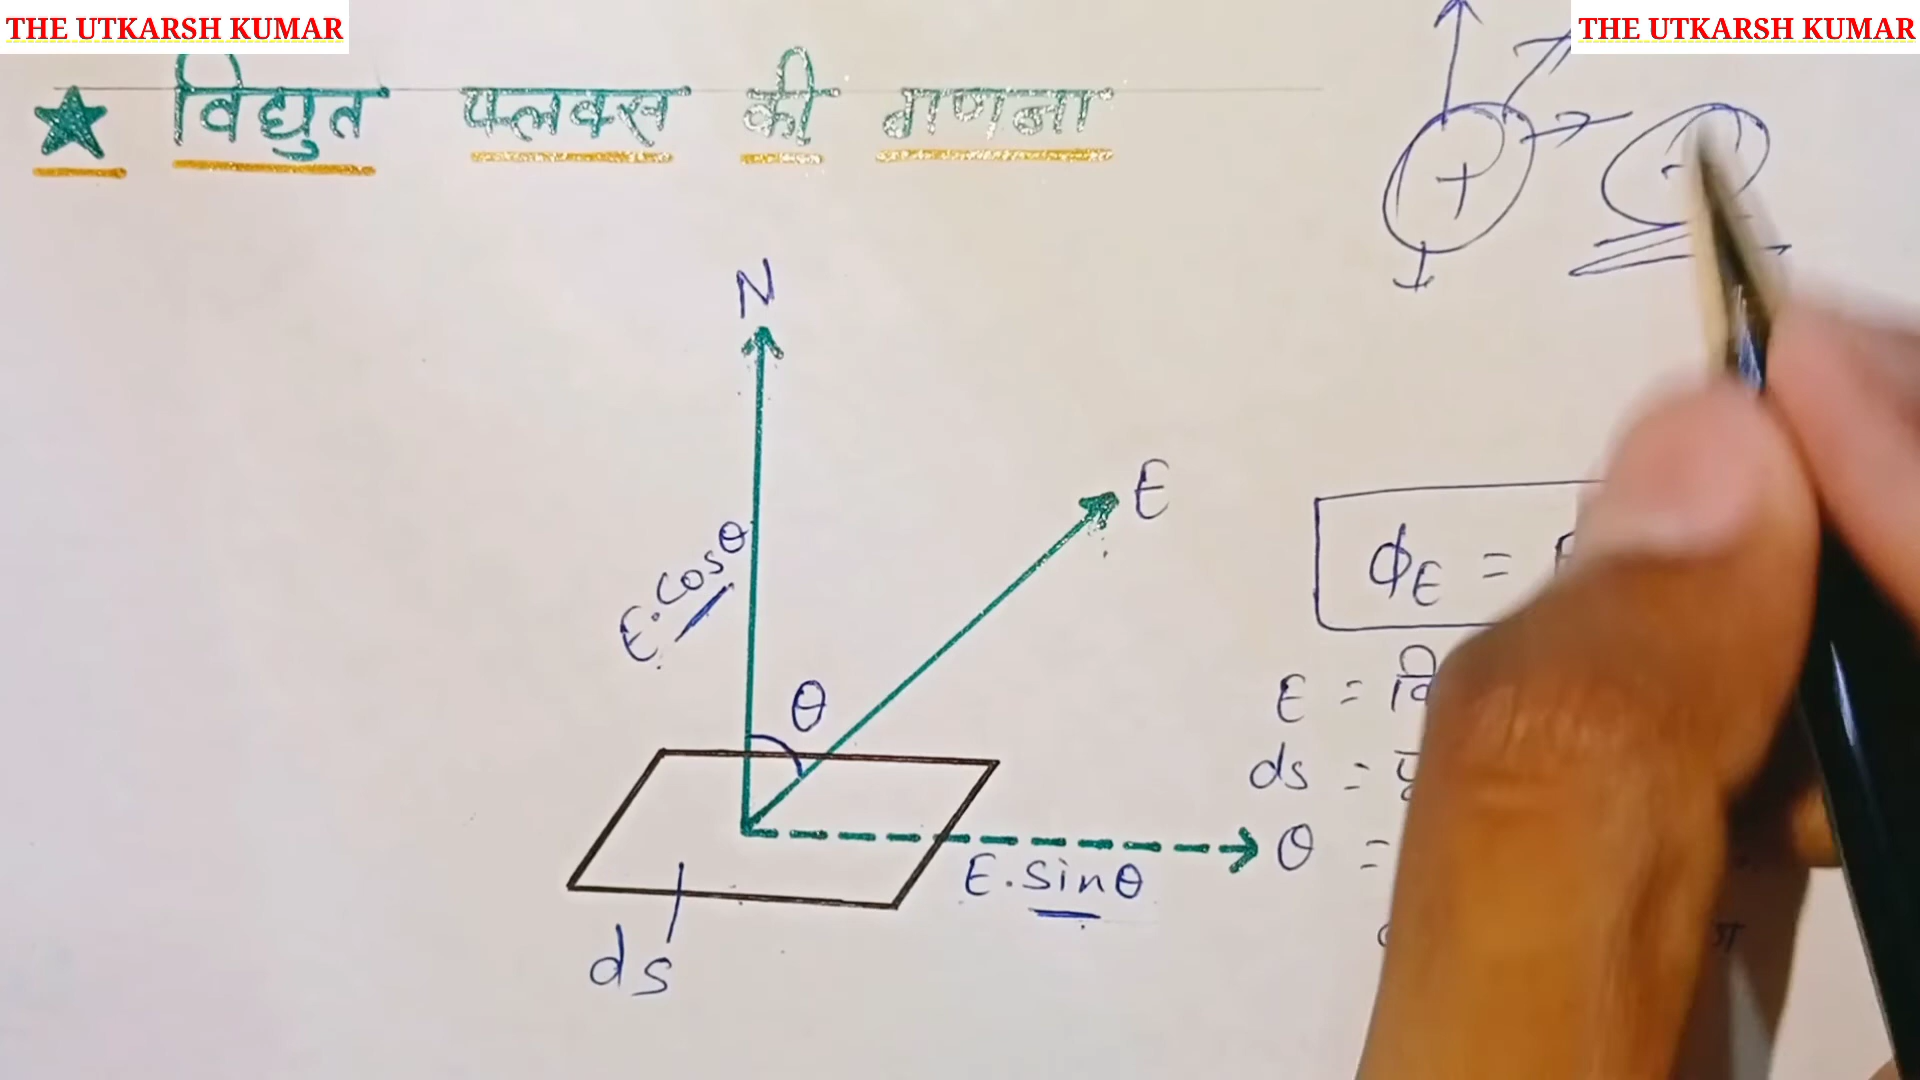 THE UTKARSH KUMAR
THE UTKARSH KUMAR
★ विद्युत फ्लक्स की गणना
+
-
N
E
E.cosθ
θ
ϕE =
E =
ds =
θ =
E.sinθ
ds